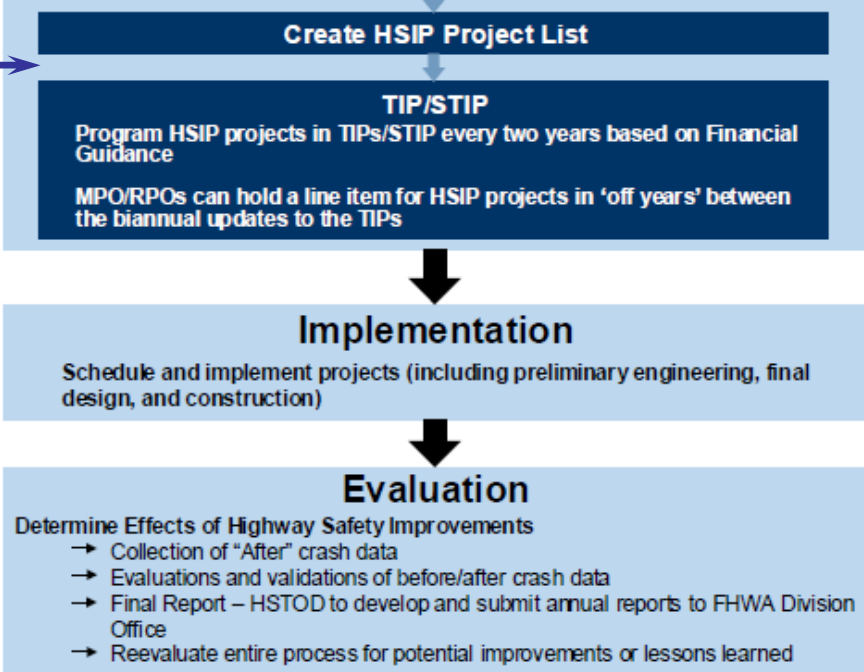 Create HSIP Project List
TIP/STIP
Program HSIP projects in TIPs/STIP every two years based on Financial
Guidance
MPO/RPOs can hold a line item for HSIP projects in ‘off years’ between
the biannual updates to the TIPs
Implementation
Schedule and implement projects (including preliminary engineering, final
design, and construction)
Evaluation
Determine Effects of Highway Safety Improvements
→ Collection of “After” crash data
→ Evaluations and validations of before/after crash data
→ Final Report – HSTOD to develop and submit annual reports to FHWA Division
Office
→ Reevaluate entire process for potential improvements or lessons learned